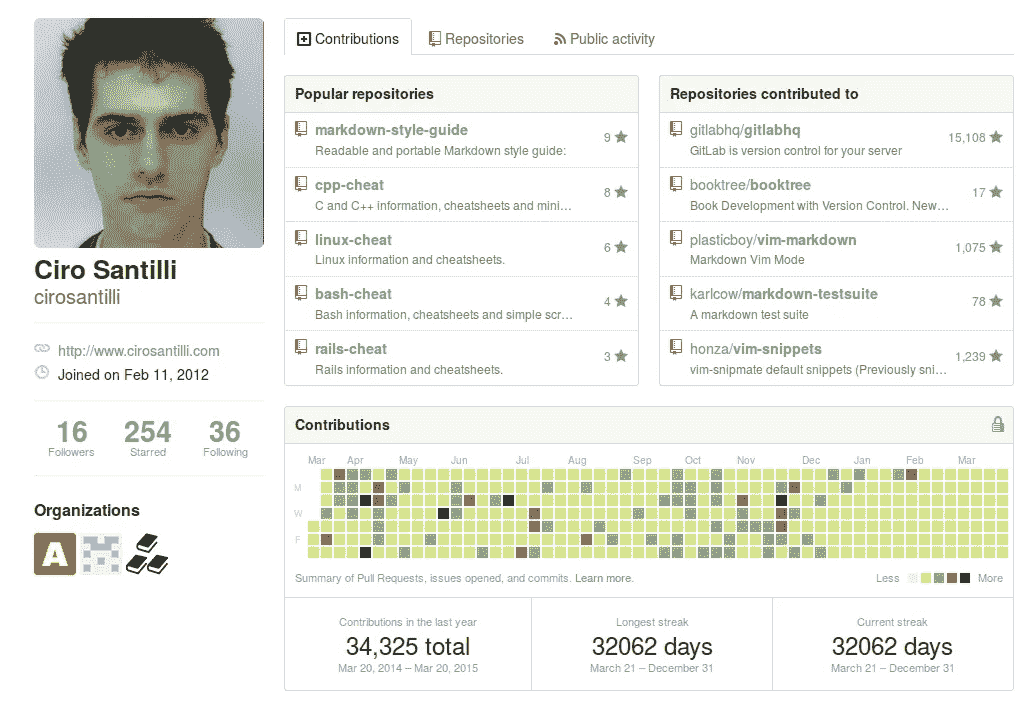 Contributions
Repositories
Public activity
Popular repositories
markdown-style-guide
9
Readable and portable Markdown style guide:
cpp-cheat
8
C and C++ information, cheatsheets and mini…
linux-cheat
6
Linux information and cheatsheets.
bash-cheat
4
Bash information, cheatsheets and simple scr…
rails-cheat
3
Rails information and cheatsheets.
Repositories contributed to
gitlabhq/gitlabhq
15,108
GitLab is version control for your server
booktree/booktree
17
Book Development with Version Control. New…
plasticboy/vim-markdown
1,075
Markdown Vim Mode
karlcow/markdown-testsuite
78
A markdown test suite
honza/vim-snippets
1,239
vim-snipmate default snippets (Previously sni…
Ciro Santilli
cirosantilli
http://www.cirosantilli.com
Joined on Feb 11, 2012
16 254 36
Followers Starred Following
Organizations
A
Contributions
Mar Apr May Jun Jul Aug Sep Oct Nov Dec Jan Feb Mar
M
W
F
Summary of Pull Requests, issues opened, and commits. Learn more.
Less More
Contributions in the last year
34,325 total
Mar 20, 2014 – Mar 20, 2015
Longest streak
32062 days
March 21 – December 31
Current streak
32062 days
March 21 – December 31